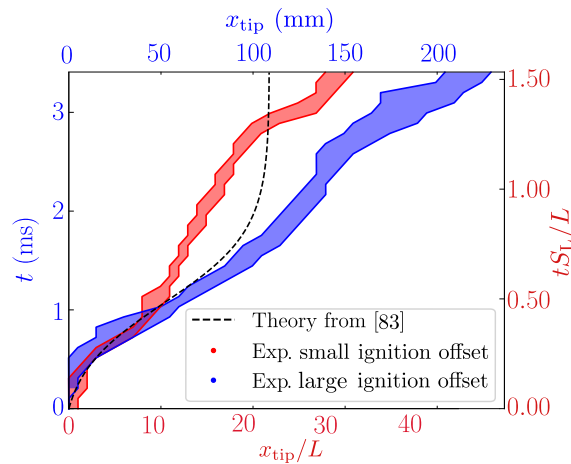 x_tip (mm)
0 50 100 150 200
t (ms)
3
2
1
0
1.50
1.00
0.50
0.00
tS_L/L
Theory from [83]
Exp. small ignition offset
Exp. large ignition offset
0 10 20 30 40
x_tip/L